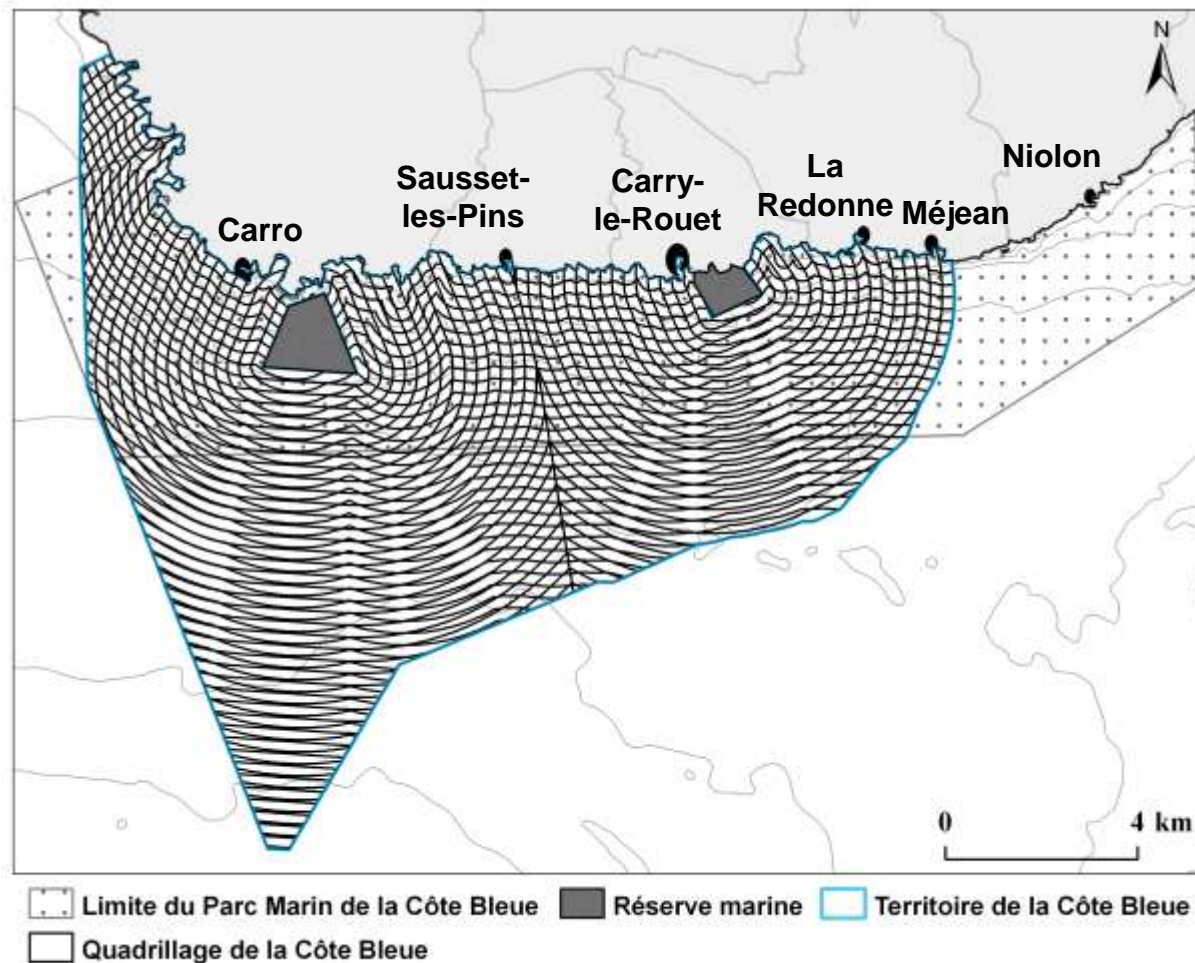 N
Niolon
La
Redonne
Méjean
Carry-
le-Rouet
Sausset-
les-Pins
Carro
0 4 km
Limite du Parc Marin de la Côte Bleue Réserve marine Territoire de la Côte Bleue
Quadrillage de la Côte Bleue